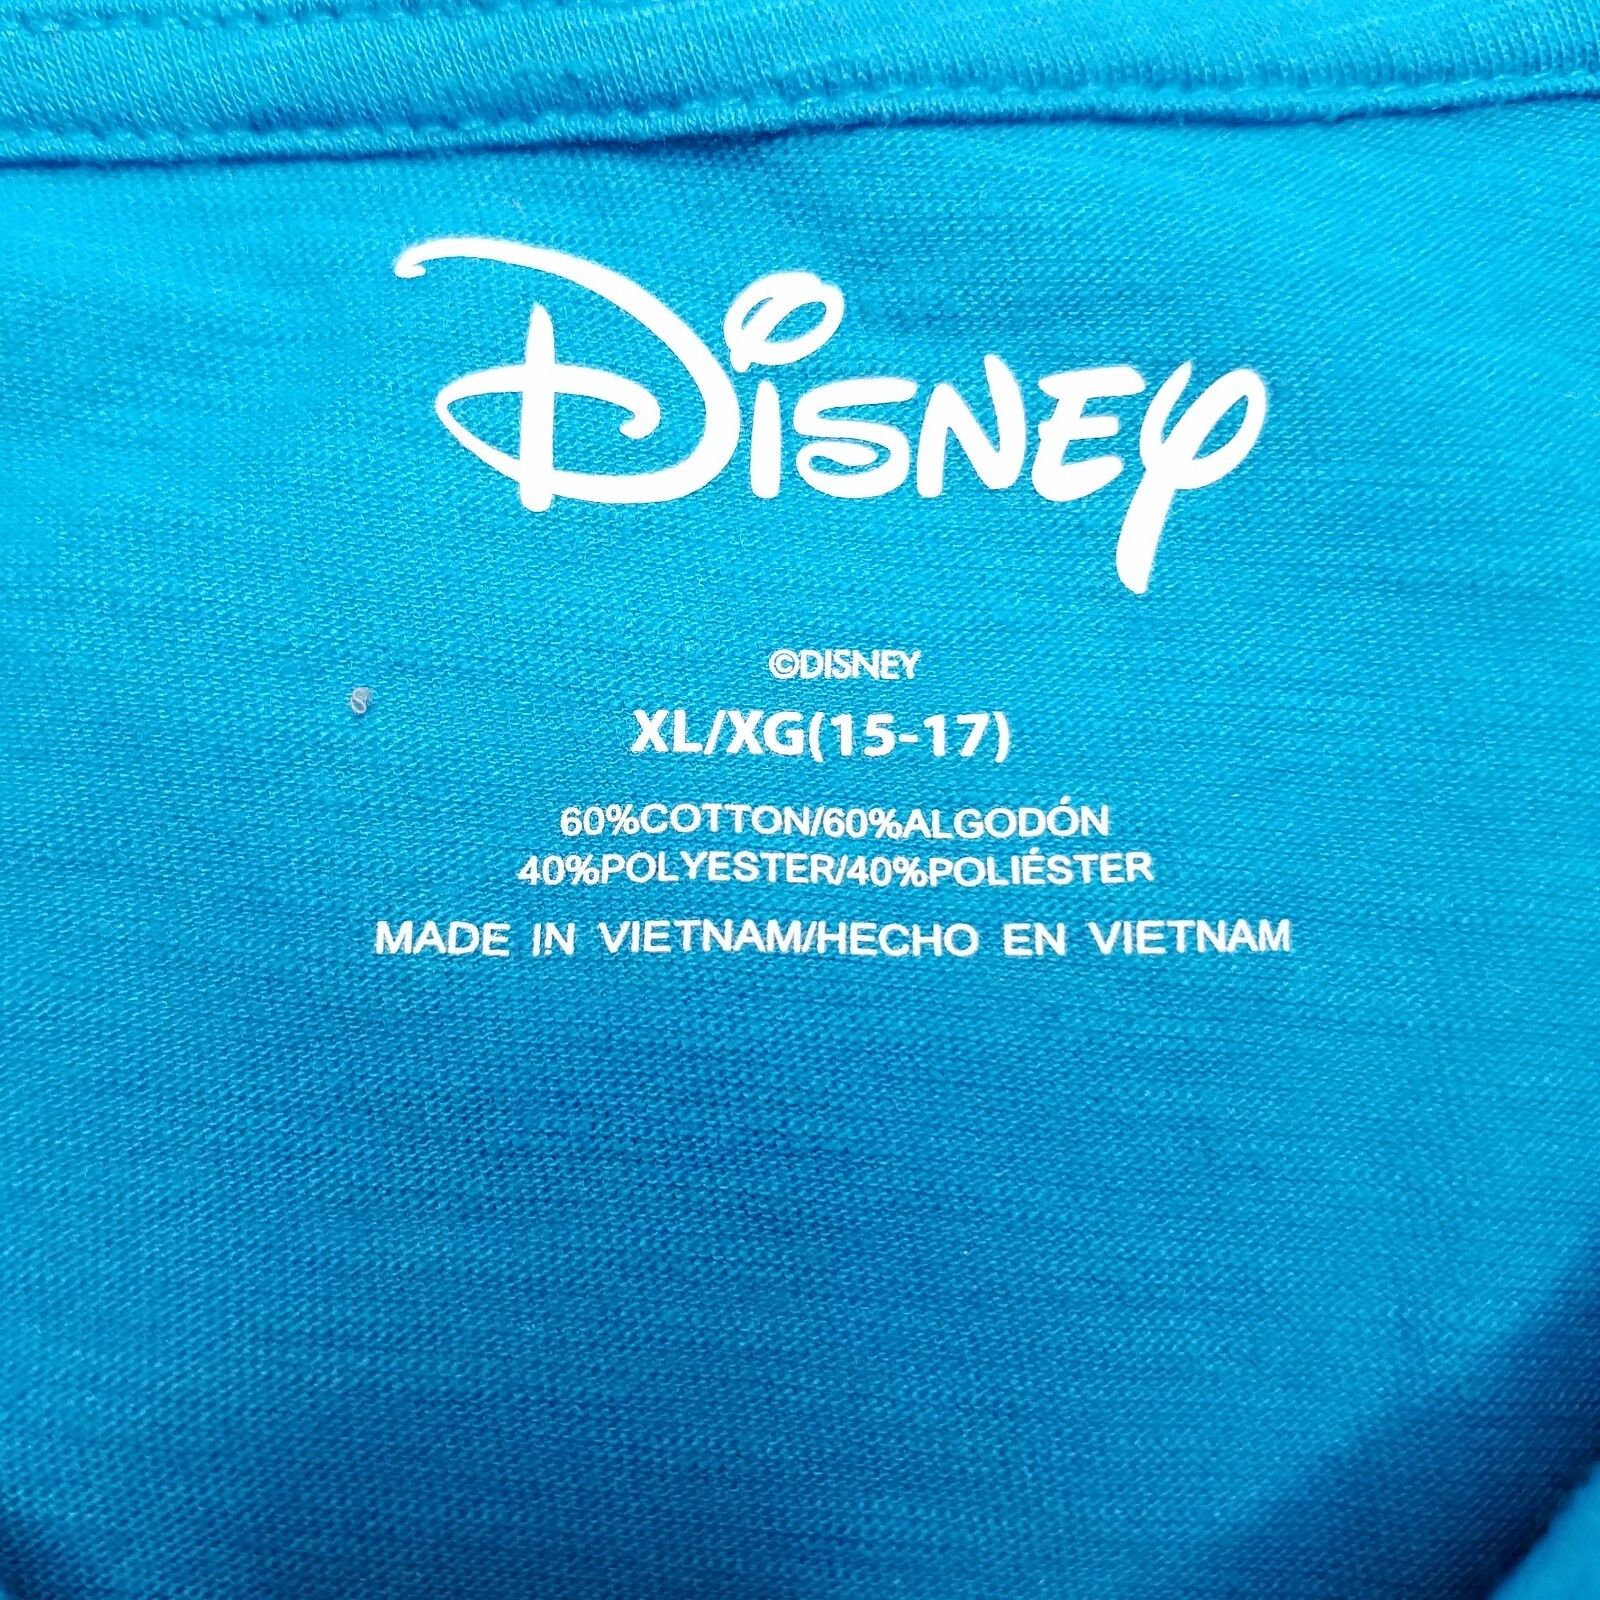 Disney
©DISNEY
XL/XG(15-17)
60%COTTON/60%ALGODÓN
40%POLYESTER/40%POLIÉSTER
MADE IN VIETNAM/HECHO EN VIETNAM